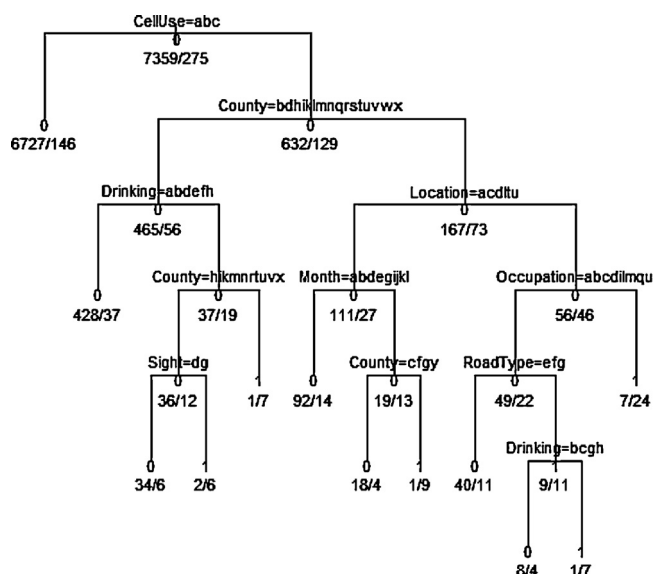 CellUse=abc
0
7359/275
County=bdhiklmnqrstuvwx
0 0
6727/146 632/129
Drinking=abdefh Location=acdltu
0 0
465/56 167/73
County=hikmnrtuvx Month=abdegijkl Occupation=abcdilmqu
0 0 0 0
428/37 37/19 111/27 56/46
Sight=dg County=cfgy RoadType=efg
0 1 0 0 0 1
36/12 1/7 92/14 19/13 49/22 7/24
Drinking=bcgh
0 1 0 1 0 1
34/6 2/6 18/4 1/9 40/11 9/11
0 1
8/4 1/7